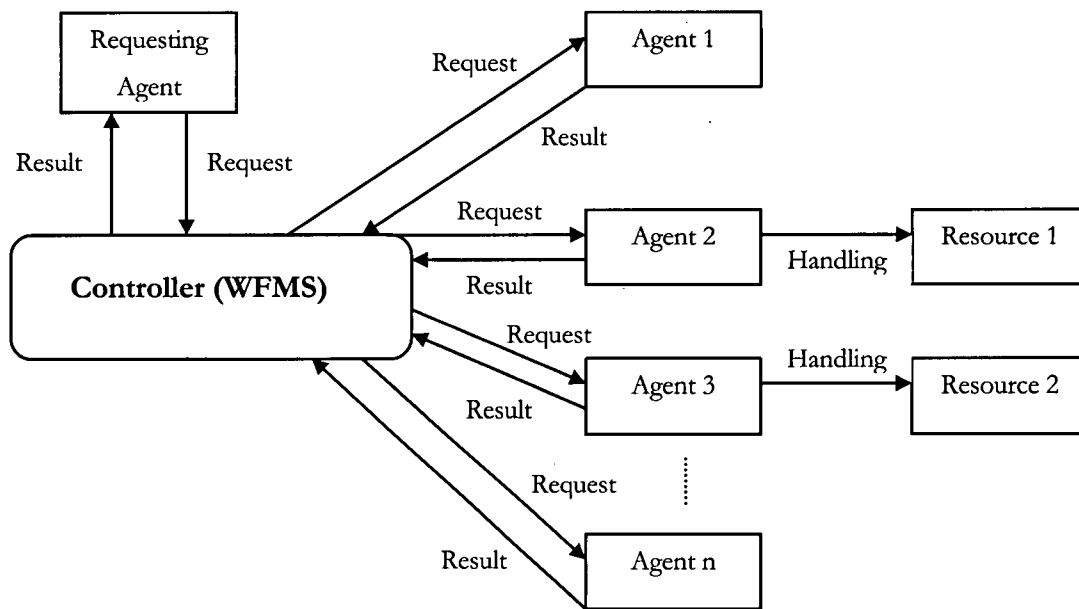 Requesting
Agent
Agent 1
Request
Result
Result
Request
Request
Agent 2
Handling
Resource 1
Result
Controller (WFMS)
Request
Handling
Agent 3
Resource 2
Result
Request
Result
Agent n